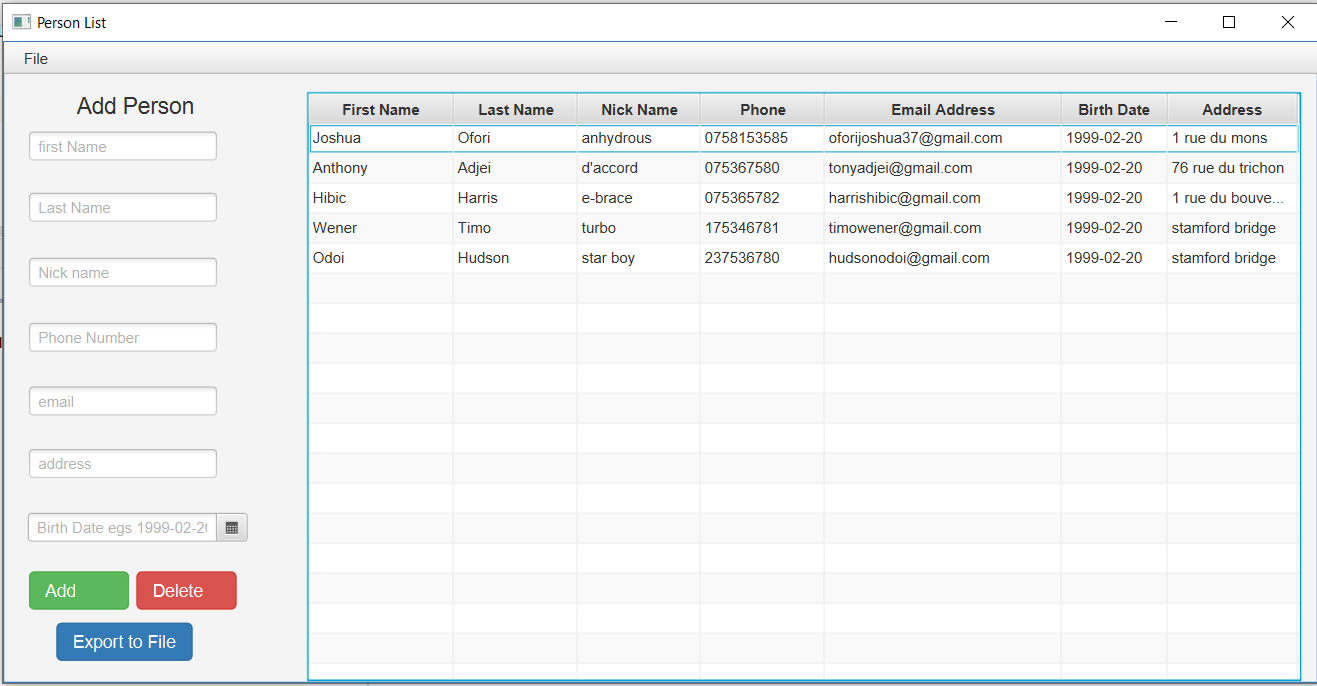 Person List
File
Add Person
first Name
Last Name
Nick name
Phone Number
email
address
Birth Date egs 1999-02-20
Add Delete
Export to File
First Name Last Name Nick Name Phone Email Address Birth Date Address
Joshua Ofori anhydrous 0758153585 oforijoshua37@gmail.com 1999-02-20 1 rue du mons
Anthony Adjei d'accord 075367580 tonyadjei@gmail.com 1999-02-20 76 rue du trichon
Hibic Harris e-brace 075365782 harrishibic@gmail.com 1999-02-20 1 rue du bouve...
Wener Timo turbo 175346781 timowener@gmail.com 1999-02-20 stamford bridge
Odoi Hudson star boy 237536780 hudsonodoi@gmail.com 1999-02-20 stamford bridge